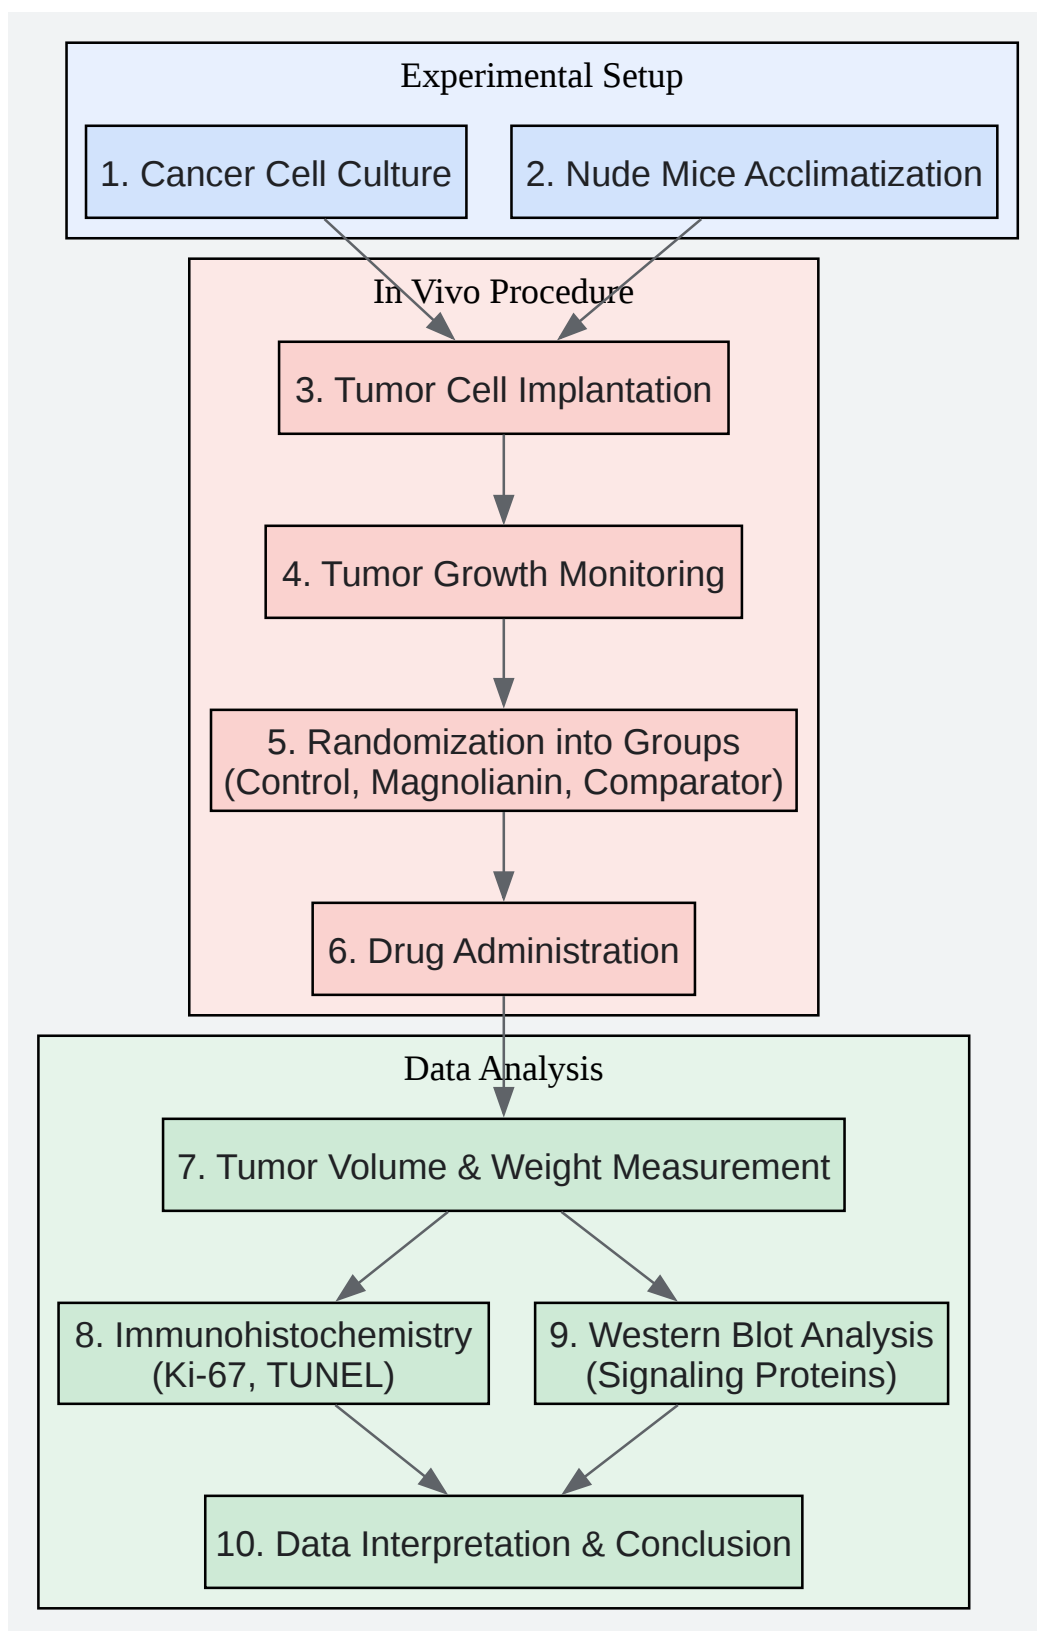 Experimental Setup
1. Cancer Cell Culture
2. Nude Mice Acclimatization
In Vivo Procedure
3. Tumor Cell Implantation
4. Tumor Growth Monitoring
5. Randomization into Groups
(Control, Magnolianin, Comparator)
6. Drug Administration
Data Analysis
7. Tumor Volume & Weight Measurement
8. Immunohistochemistry
(Ki-67, TUNEL)
9. Western Blot Analysis
(Signaling Proteins)
10. Data Interpretation & Conclusion